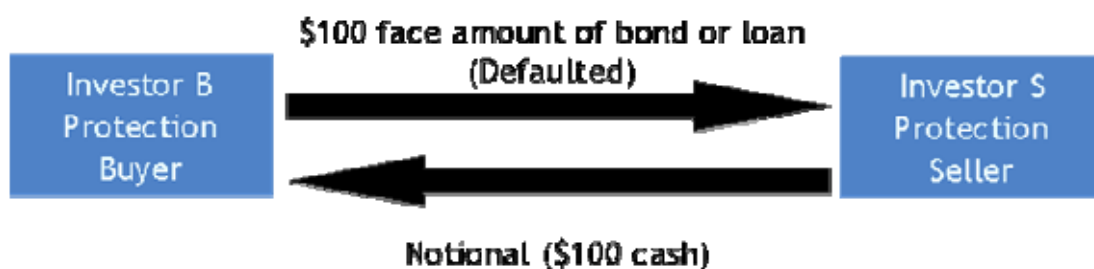 $100 face amount of bond or loan
(Defaulted)
Investor B
Protection
Buyer
Investor S
Protection
Seller
Notional ($100 cash)